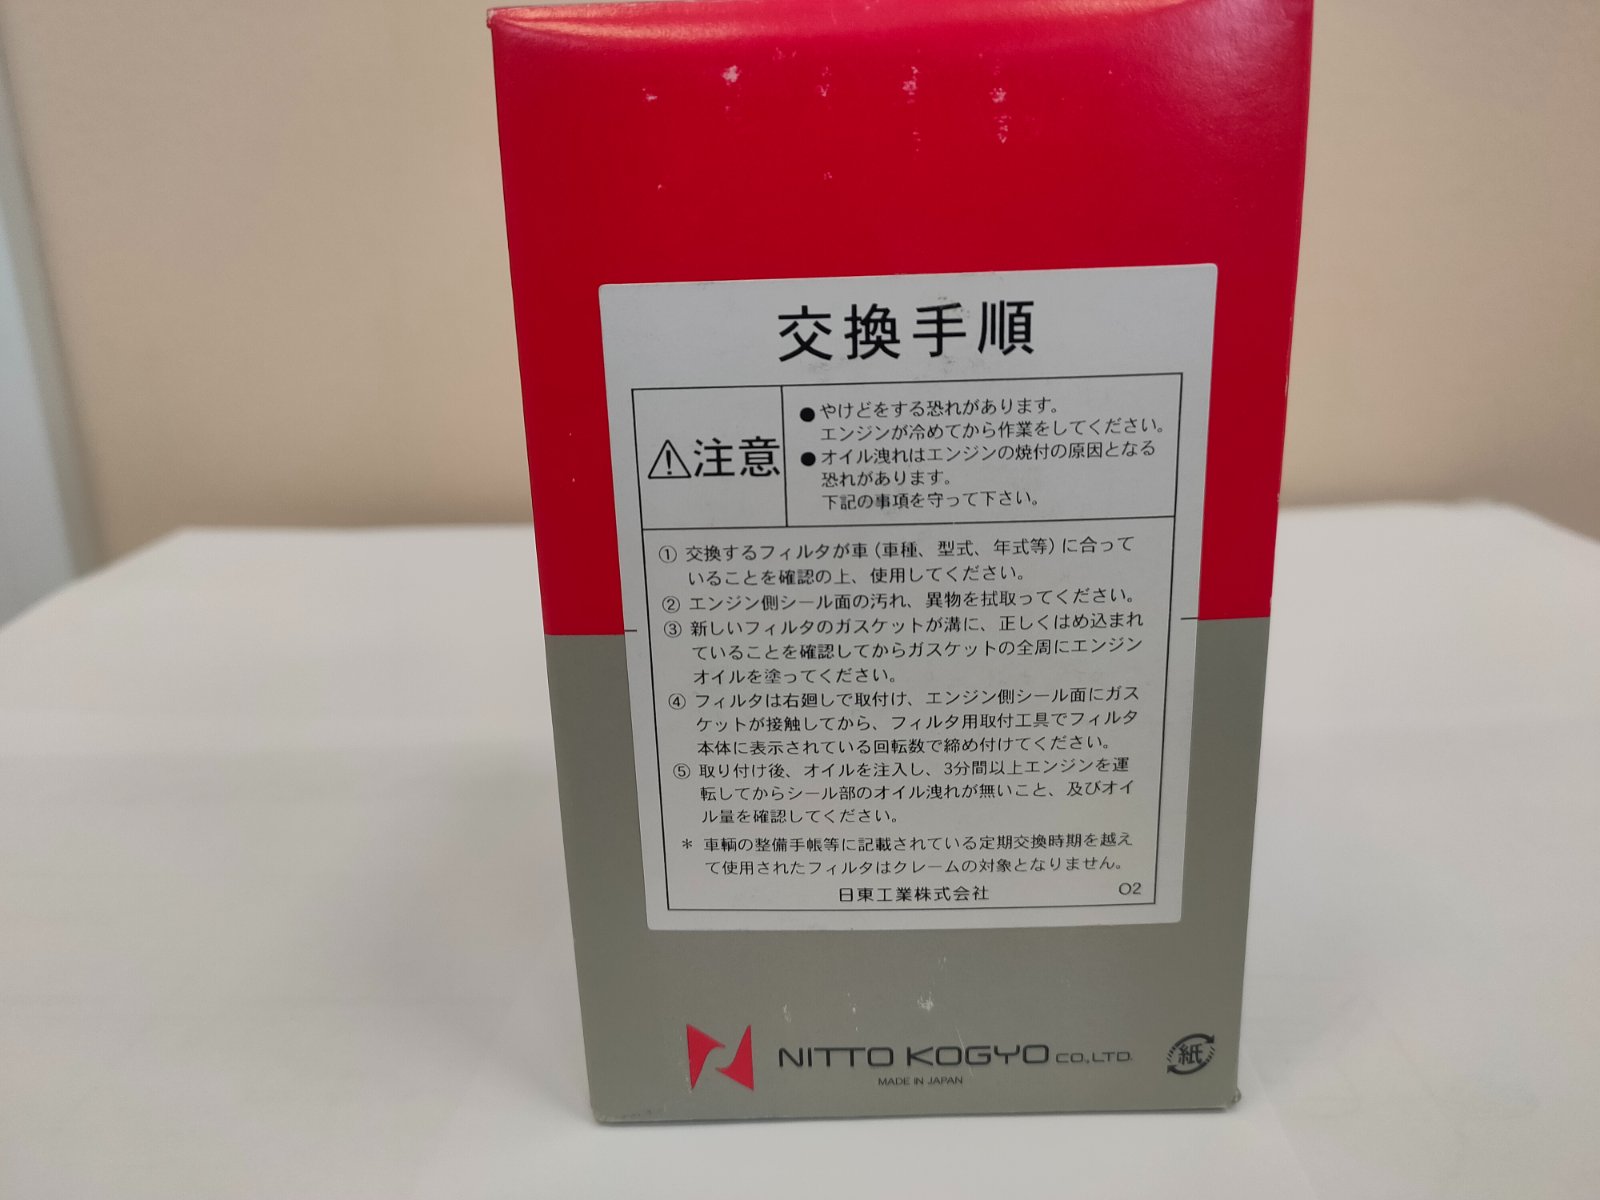 交換手順
⚠注意
●やけどをする恐れがあります。
エンジンが冷めてから作業をしてください。
●オイル洩れはエンジンの焼付の原因となる
恐れがあります。
下記の事項を守って下さい。
① 交換するフィルタが車(車種、型式、年式等)に合って
いることを確認の上、使用してください。
② エンジン側シール面の汚れ、異物を拭取ってください。
③ 新しいフィルタのガスケットが溝に、正しくはめ込まれ
ていることを確認してからガスケットの全周にエンジン
オイルを塗ってください。
④ フィルタは右廻しで取付け、エンジン側シール面にガス
ケットが接触してから、フィルタ用取付工具でフィルタ
本体に表示されている回転数で締め付けてください。
⑤ 取り付け後、オイルを注入し、3分間以上エンジンを運
転してからシール部のオイル洩れが無いこと、及びオイ
ル量を確認してください。
* 車輌の整備手帳等に記載されている定期交換時期を越え
て使用されたフィルタはクレームの対象となりません。
日東工業株式会社 02
NITTO KOGYO CO.,LTD.
MADE IN JAPAN
紙